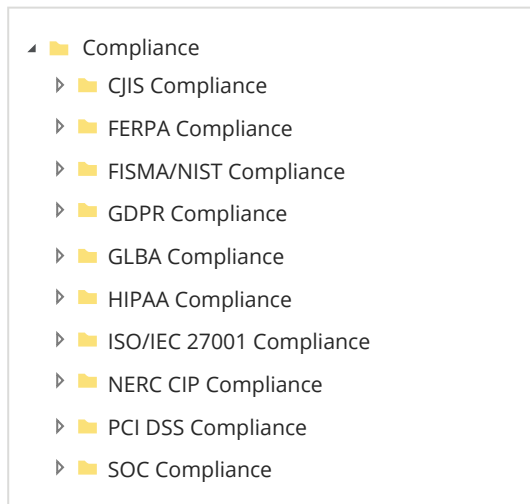 Compliance
CJIS Compliance
FERPA Compliance
FISMA/NIST Compliance
GDPR Compliance
GLBA Compliance
HIPAA Compliance
ISO/IEC 27001 Compliance
NERC CIP Compliance
PCI DSS Compliance
SOC Compliance